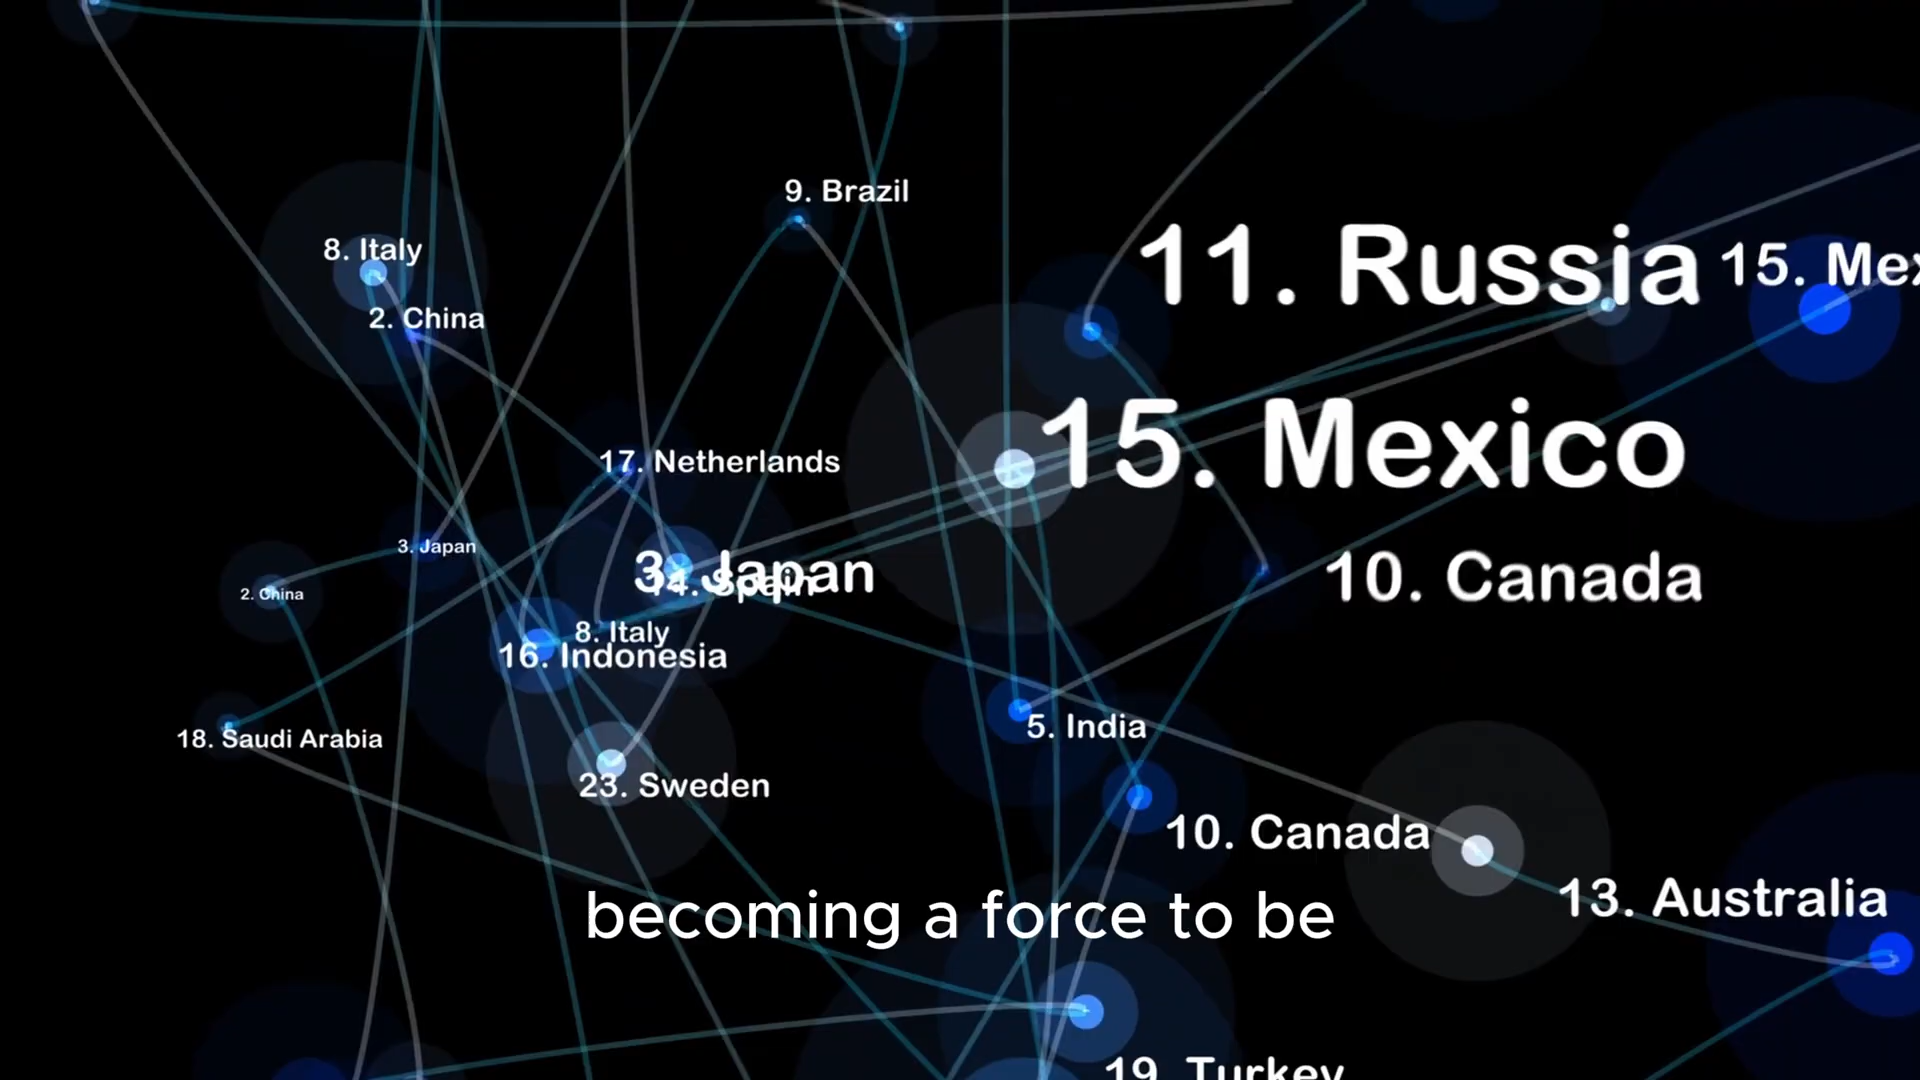 9. Brazil
8. Italy
11. Russia
15. Mex
2. China
15. Mexico
17. Netherlands
3. Japan
3. Japan
14. Spain
10. Canada
2. China
8. Italy
16. Indonesia
5. India
18. Saudi Arabia
23. Sweden
10. Canada
13. Australia
becoming a force to be
19. Turkey